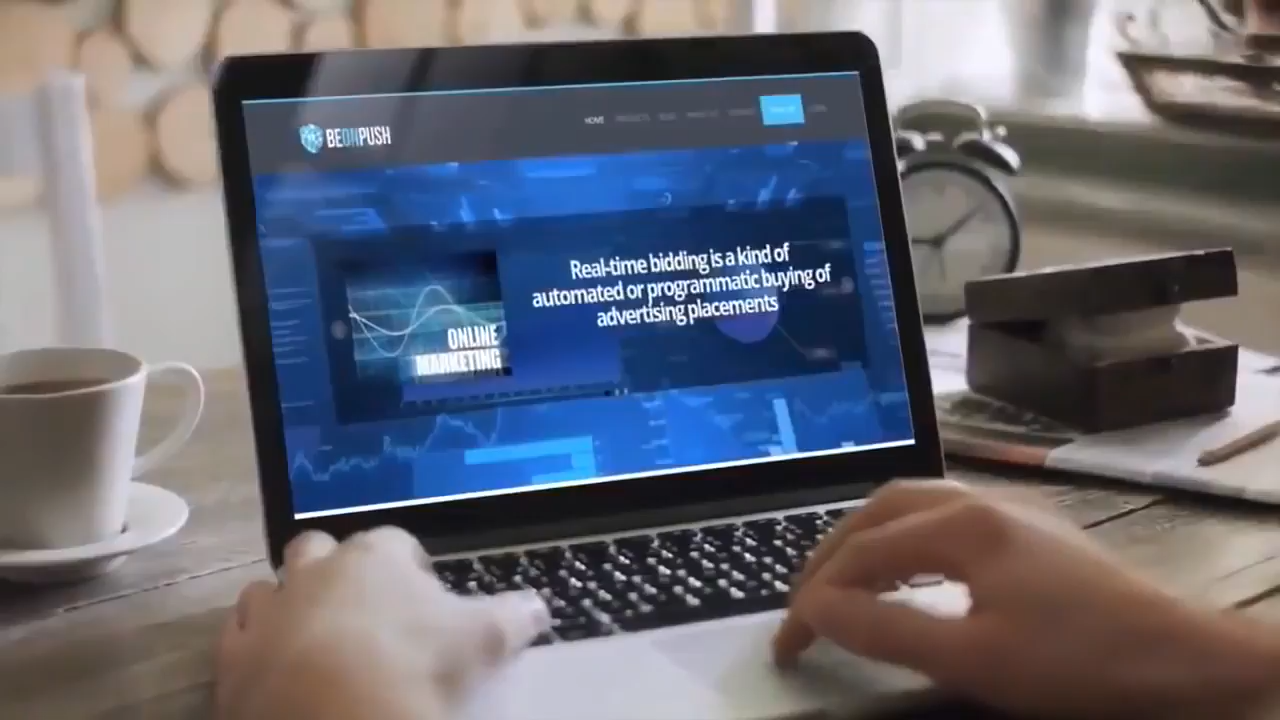 BEONPUSH
HOME
Real-time bidding is a kind of
automated or programmatic buying of
advertising placements
ONLINE
MARKETING